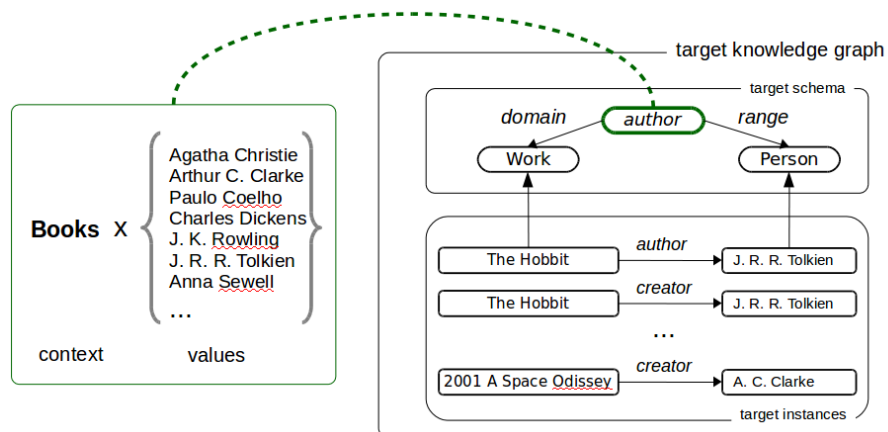 target knowledge graph
target schema
domain
author
range
Work
Person
Books x
Agatha Christie
Arthur C. Clarke
Paulo Coelho
Charles Dickens
J. K. Rowling
J. R. R. Tolkien
Anna Sewell
...
context
values
The Hobbit
author
J. R. R. Tolkien
The Hobbit
creator
J. R. R. Tolkien
...
2001 A Space Odissey
creator
A. C. Clarke
target instances